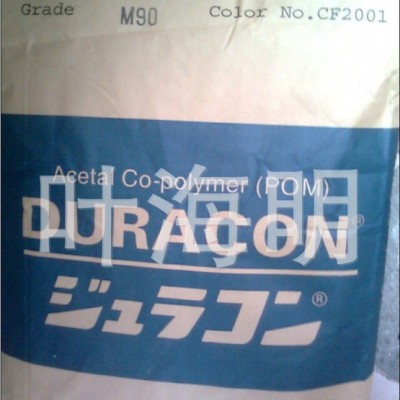 Grade M90 Color No.CF2001
Acetal Co-polymer (POM)
DURACON®
ジュラコン®
叶海明